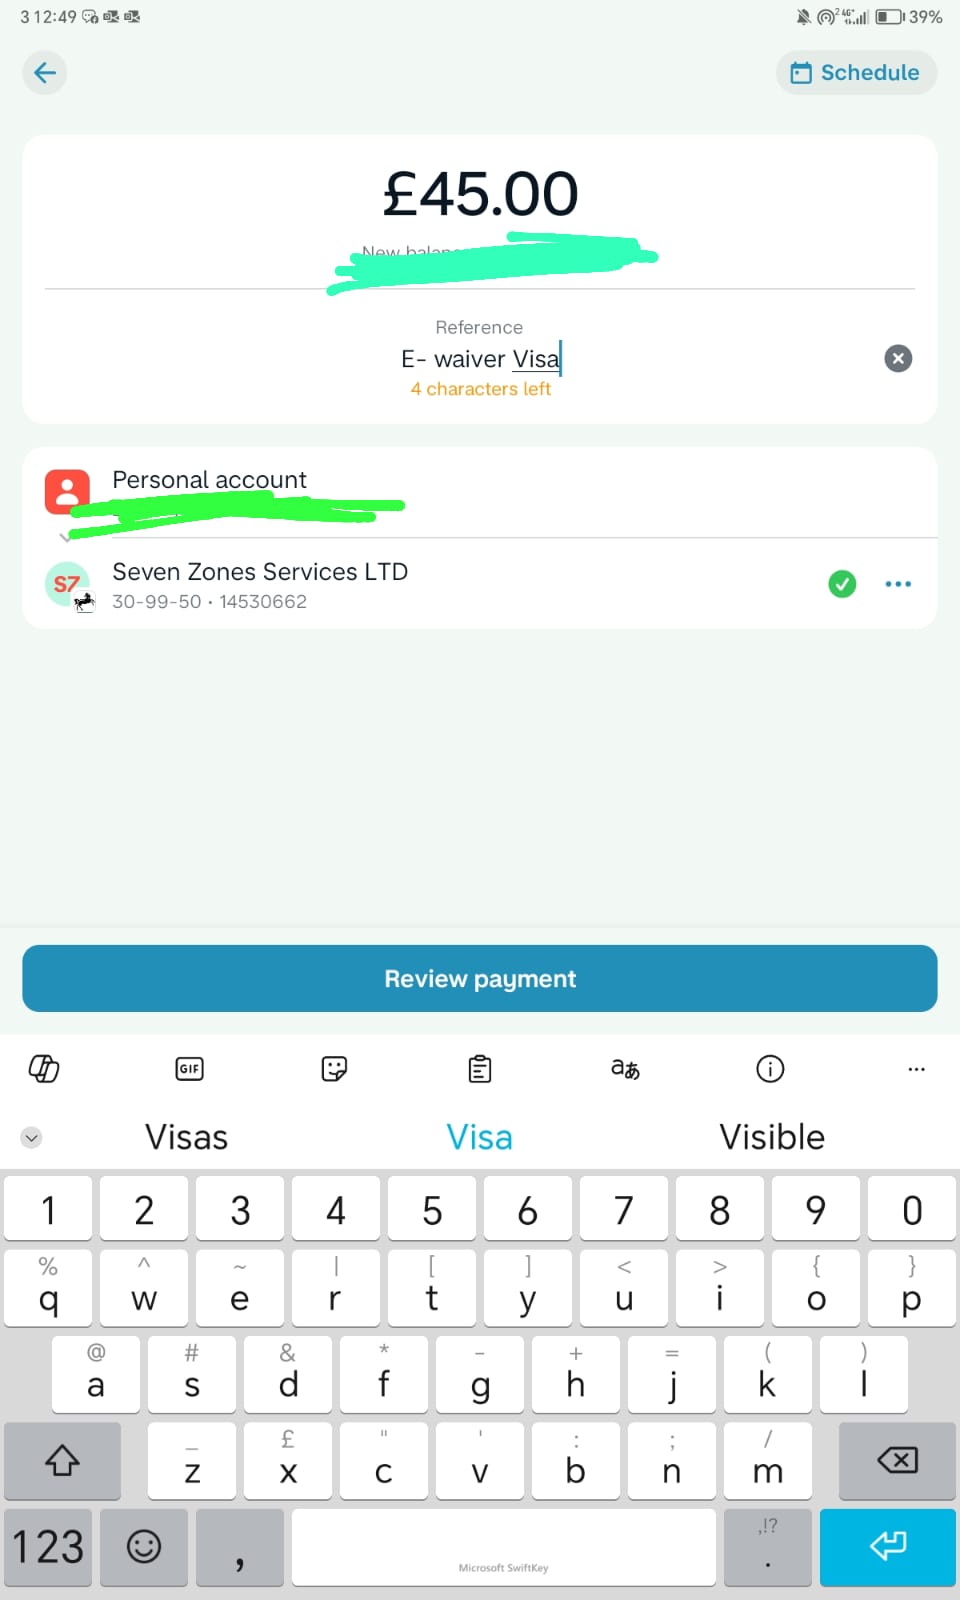 3 12:49
2 4G+ 39%
Schedule
£45.00
New balan
Reference
E- waiver Visa
4 characters left
Personal account
S7
Seven Zones Services LTD
30-99-50 · 14530662
Review payment
GIF
aあ
Visas Visa Visible
1 2 3 4 5 6 7 8 9 0
% ^ ~ | [ ] < > { }
q w e r t y u i o p
@ # & * - + = ( )
a s d f g h j k l
_ £ " ' : ; /
z x c v b n m
,!?
123 , .
Microsoft SwiftKey